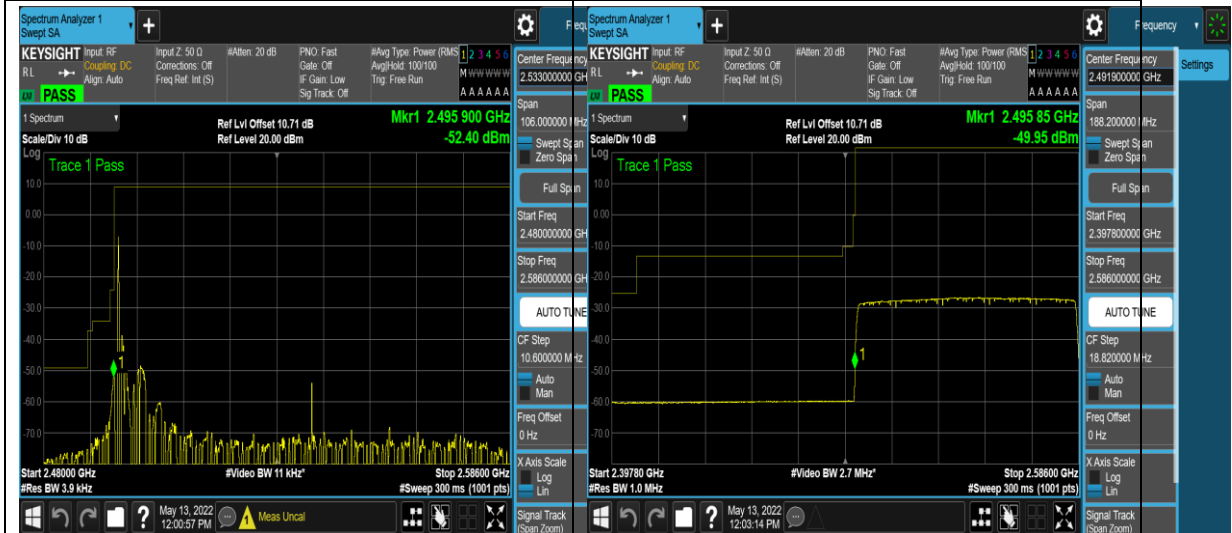 Spectrum Analyzer 1
Swept SA
KEYSIGHT
Input: RF
Coupling: DC
Align: Auto
Input Z: 50 Ω
Corrections: Off
Freq Ref: Int (S)
#Atten: 20 dB
PNO: Fast
Gate: Off
IF Gain: Low
Sig Track: Off
#Avg Type: Power (RMS
Avg|Hold: 100/100
Trig: Free Run
1 2 3 4 5 6
M W W W W W
A A A A A A
R L
PASS
1 Spectrum
Scale/Div 10 dB
Ref Lvl Offset 10.71 dB
Ref Level 20.00 dBm
Mkr1 2.495 900 GHz
-52.40 dBm
Log
Trace 1 Pass
10.0
0.00
-10.0
-20.0
-30.0
-40.0
-50.0
-60.0
-70.0
1
Start 2.48000 GHz
#Video BW 11 kHz*
Stop 2.58600 GHz
#Res BW 3.9 kHz
#Sweep 300 ms (1001 pts)
?
May 13, 2022
12:00:57 PM
1
Meas Uncal
Frequ
Center Frequency
2.533000000 GH
Span
106.000000 MHz
Swept Span
Zero Span
Full Span
Start Freq
2.480000000 GH
Stop Freq
2.586000000 GH
AUTO TUNE
CF Step
10.600000 MHz
Auto
Man
Freq Offset
0 Hz
X Axis Scale
Log
Lin
Signal Track
(Span Zoom)
Spectrum Analyzer 1
Swept SA
KEYSIGHT
Input: RF
Coupling: DC
Align: Auto
Input Z: 50 Ω
Corrections: Off
Freq Ref: Int (S)
#Atten: 20 dB
PNO: Fast
Gate: Off
IF Gain: Low
Sig Track: Off
#Avg Type: Power (RMS
Avg|Hold: 100/100
Trig: Free Run
1 2 3 4 5 6
M W W W W W
A A A A A A
R L
PASS
1 Spectrum
Scale/Div 10 dB
Ref Lvl Offset 10.71 dB
Ref Level 20.00 dBm
Mkr1 2.495 85 GHz
-49.95 dBm
Log
Trace 1 Pass
10.0
0.00
-10.0
-20.0
-30.0
-40.0
-50.0
-60.0
-70.0
1
Start 2.39780 GHz
#Video BW 2.7 MHz*
Stop 2.58600 GHz
#Res BW 1.0 MHz
#Sweep 300 ms (1001 pts)
?
May 13, 2022
12:03:14 PM
Frequency
Settings
Center Frequency
2.491900000 GHz
Span
188.200000 MHz
Swept Span
Zero Span
Full Span
Start Freq
2.397800000 GHz
Stop Freq
2.586000000 GHz
AUTO TUNE
CF Step
18.820000 MHz
Auto
Man
Freq Offset
0 Hz
X Axis Scale
Log
Lin
Signal Track
(Span Zoom)